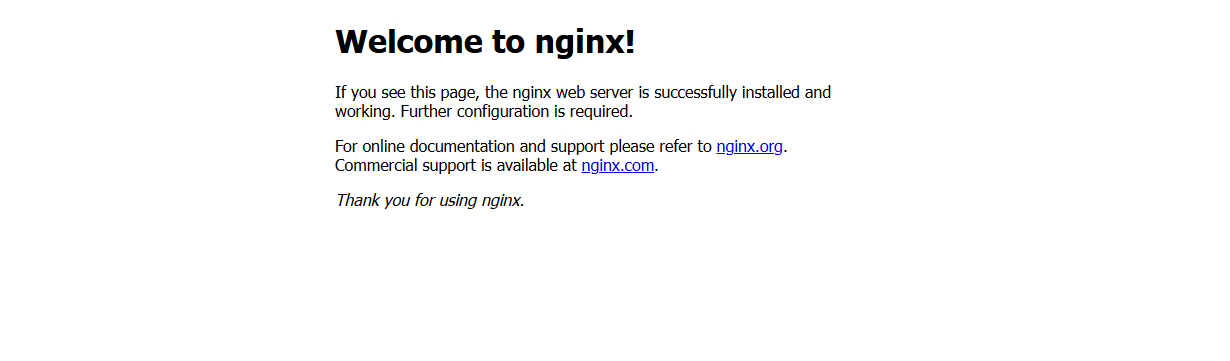 Welcome to nginx!
If you see this page, the nginx web server is successfully installed and
working. Further configuration is required.
For online documentation and support please refer to nginx.org.
Commercial support is available at nginx.com.
Thank you for using nginx.